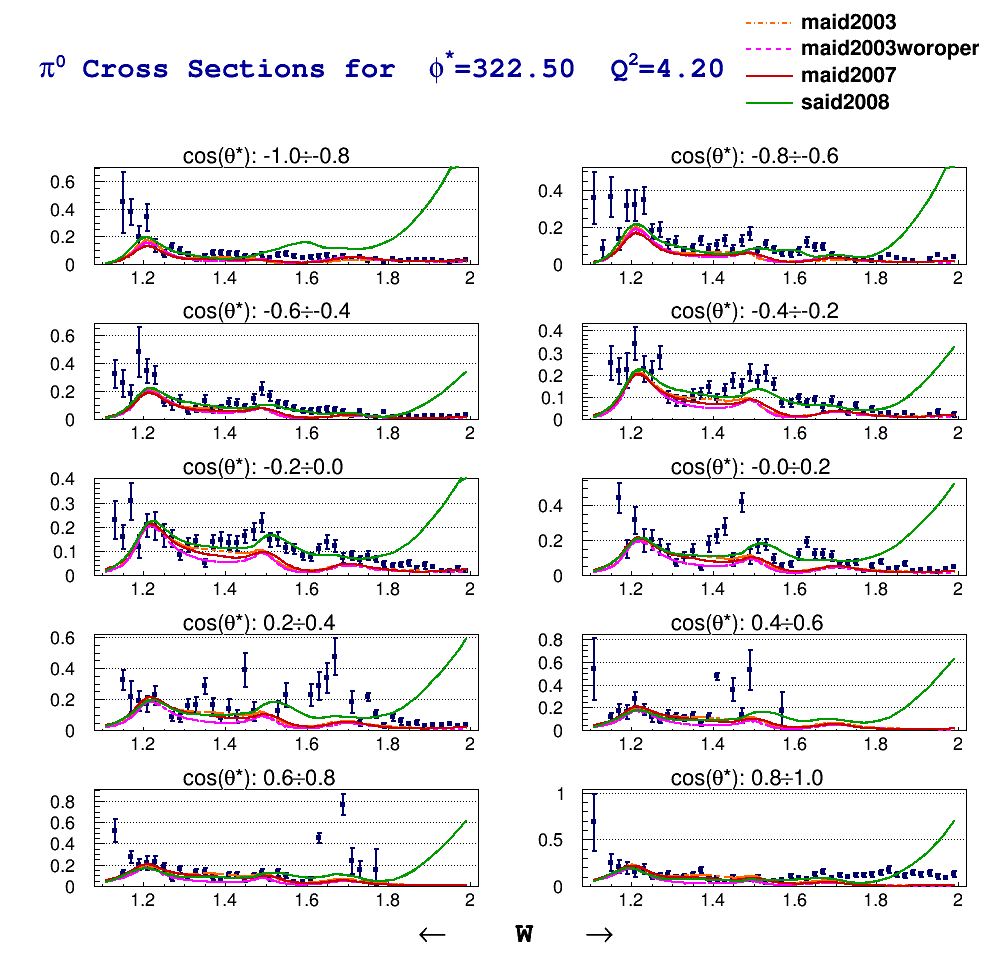 maid2003
maid2003woroper
maid2007
said2008
π⁰ Cross Sections for ϕ*=322.50 Q²=4.20
cos(θ*): -1.0÷-0.8
0.6
0.4
0.2
0
1.2 1.4 1.6 1.8 2
cos(θ*): -0.8÷-0.6
0.4
0.2
0
1.2 1.4 1.6 1.8 2
cos(θ*): -0.6÷-0.4
0.6
0.4
0.2
0
1.2 1.4 1.6 1.8 2
cos(θ*): -0.4÷-0.2
0.4
0.3
0.2
0.1
0
1.2 1.4 1.6 1.8 2
cos(θ*): -0.2÷0.0
0.4
0.3
0.2
0.1
0
1.2 1.4 1.6 1.8 2
cos(θ*): -0.0÷0.2
0.4
0.2
0
1.2 1.4 1.6 1.8 2
cos(θ*): 0.2÷0.4
0.6
0.4
0.2
0
1.2 1.4 1.6 1.8 2
cos(θ*): 0.4÷0.6
0.8
0.6
0.4
0.2
0
1.2 1.4 1.6 1.8 2
cos(θ*): 0.6÷0.8
0.8
0.6
0.4
0.2
0
1.2 1.4 1.6 1.8 2
cos(θ*): 0.8÷1.0
1
0.5
0
1.2 1.4 1.6 1.8 2
← W →